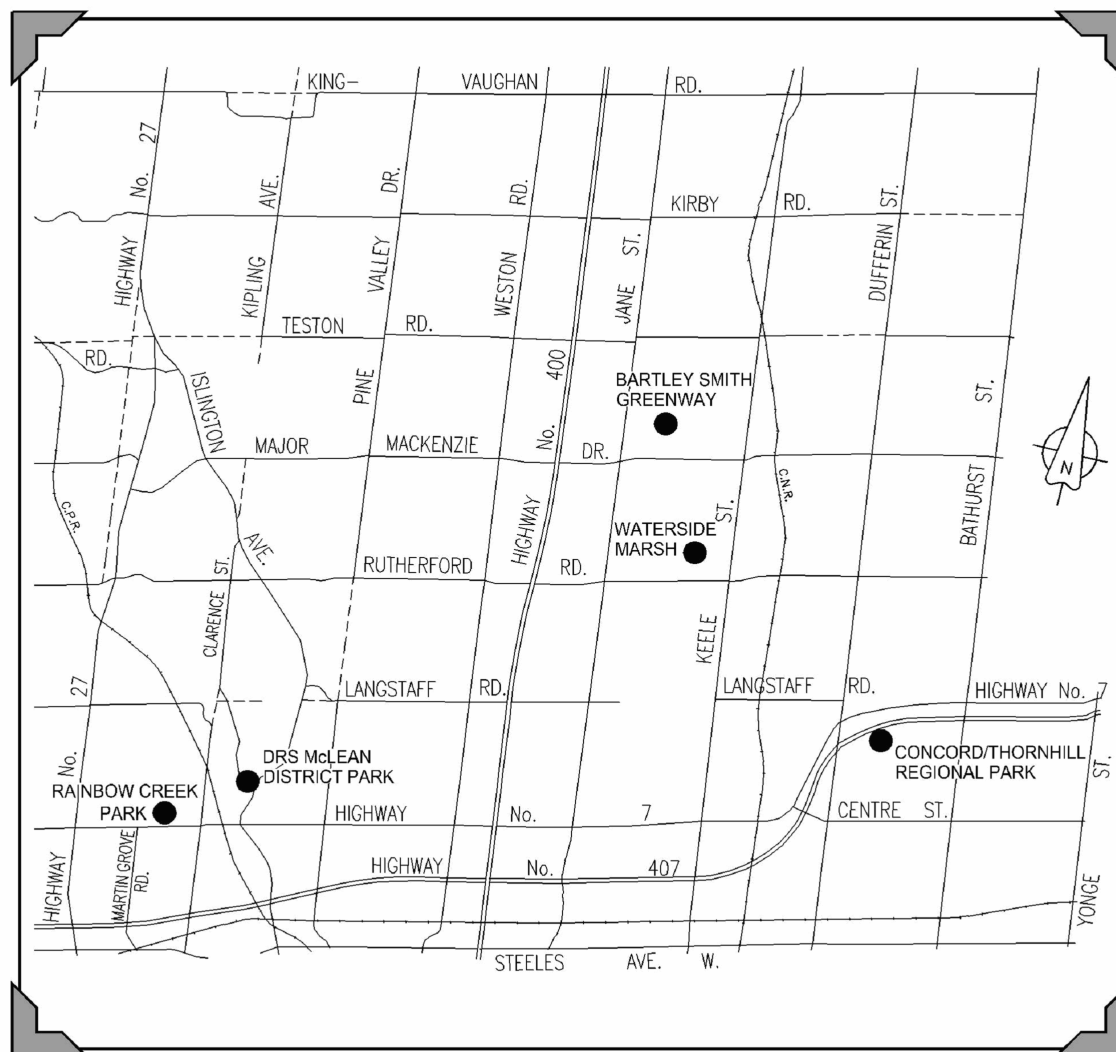 KING– VAUGHAN RD.
No. 27
AVE.
DR.
RD.
KIRBY RD.
DUFFERIN ST.
HIGHWAY
KIPLING
VALLEY
WESTON
JANE ST.
TESTON RD.
RD.
ISLINGTON
PINE
400
No.
BARTLEY SMITH
GREENWAY
ST.
MAJOR MACKENZIE DR.
N
C.P.R.
C.N.R.
BATHURST
AVE.
ST.
HIGHWAY
WATERSIDE
MARSH
ST.
RUTHERFORD RD.
CLARENCE
KEELE
27
LANGSTAFF RD.
LANGSTAFF RD.
HIGHWAY No. 7
No.
DRS McLEAN
DISTRICT PARK
CONCORD/THORNHILL
REGIONAL PARK
ST.
RAINBOW CREEK
PARK
HIGHWAY No. 7
CENTRE ST.
HIGHWAY
MARTIN GROVE
RD.
HIGHWAY No. 407
YONGE
STEELES AVE. W.